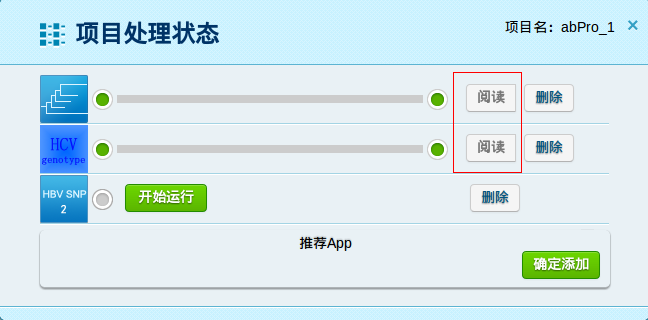 项目处理状态
项目名：abPro_1 ×
阅读 删除
HCV
genotype
阅读 删除
HBV SNP
2
开始运行 删除
推荐App
确定添加